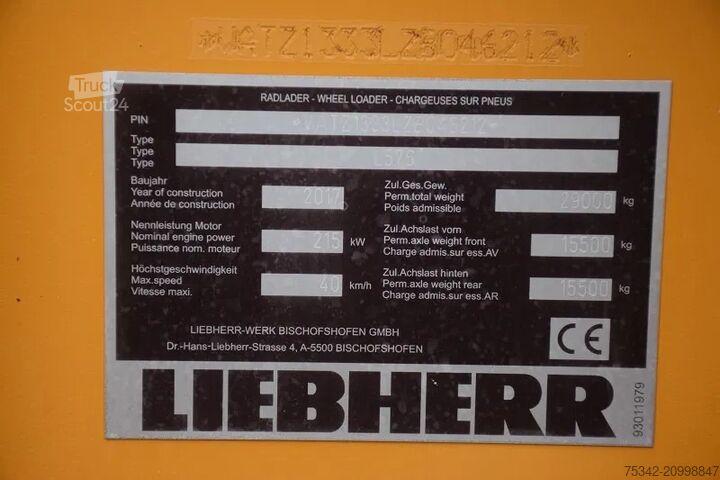 *VATZ1333LZB046212*
Truck
Scout24
RADLADER - WHEEL LOADER - CHARGEUSES SUR PNEUS
PIN *VATZ1333LZB046212*
Type
Type
Type L576
Baujahr
Year of construction 2017
Année de construction
Zul.Ges.Gew.
Perm.total weight 29000 kg
Poids admissible
Nennleistung Motor
Nominal engine power 215 kW
Puissance nom. moteur
Zul.Achslast vorn
Perm.axle weight front 15500 kg
Charge admis.sur ess.AV
Höchstgeschwindigkeit
Max.speed 40 km/h
Vitesse maxi.
Zul.Achslast hinten
Perm.axle weight rear 15500 kg
Charge admis.sur ess.AR
LIEBHERR-WERK BISCHOFSHOFEN GMBH
Dr.-Hans-Liebherr-Strasse 4, A-5500 BISCHOFSHOFEN
CE
LIEBHERR
93011979
75342-20998847